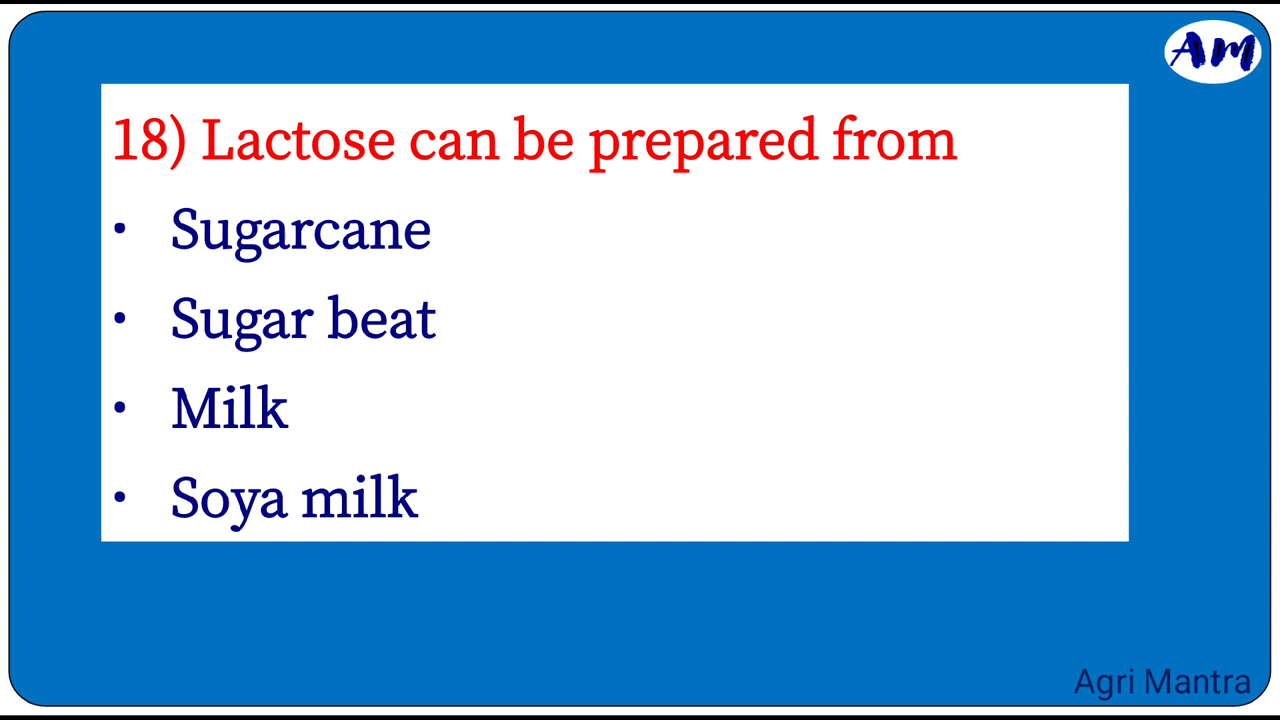 AM
18) Lactose can be prepared from
• Sugarcane
• Sugar beat
• Milk
• Soya milk
Agri Mantra